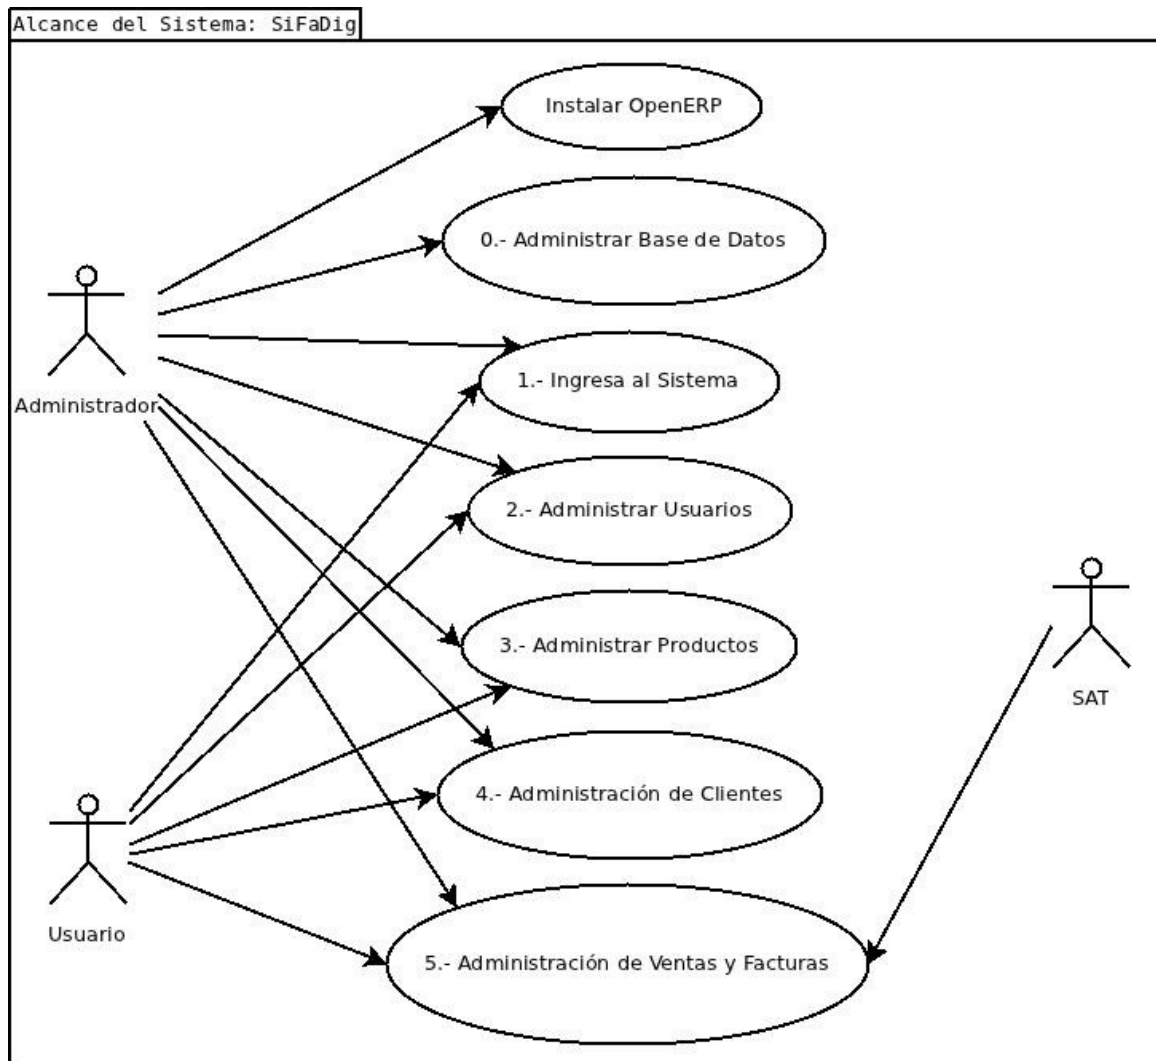 Alcance del Sistema: SiFaDig
Instalar OpenERP
0.- Administrar Base de Datos
1.- Ingresa al Sistema
Administrador
2.- Administrar Usuarios
3.- Administrar Productos
SAT
4.- Administración de Clientes
Usuario
5.- Administración de Ventas y Facturas